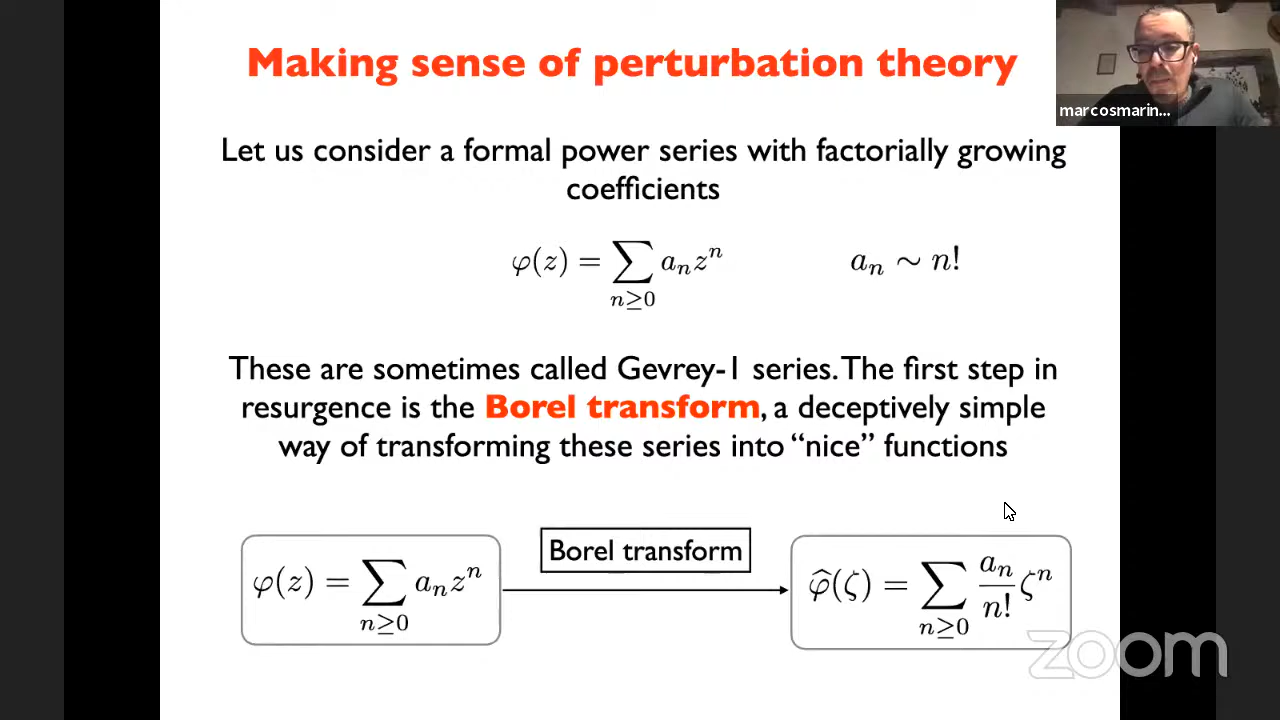 Making sense of perturbation theory
marcosmarin...
Let us consider a formal power series with factorially growing
coefficients
φ(z) = ∑_{n≥0} a_n z^n    a_n ∼ n!
These are sometimes called Gevrey-1 series. The first step in
resurgence is the Borel transform, a deceptively simple
way of transforming these series into “nice” functions
Borel transform
φ(z) = ∑_{n≥0} a_n z^n
φ̂(ζ) = ∑_{n≥0} \frac{a_n}{n!} ζ^n
zoom